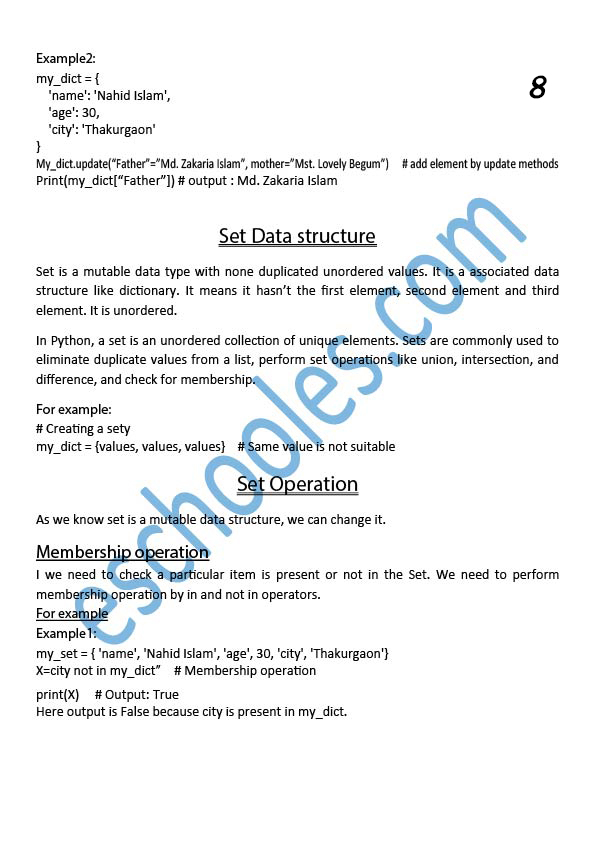 Example2:
my_dict = {
'name': 'Nahid Islam',
8
'age': 30,
'city': 'Thakurgaon'
}
My_dict.update(“Father”=”Md. Zakaria Islam”, mother=”Mst. Lovely Begum”) # add element by update methods
Print(my_dict[“Father”]) # output : Md. Zakaria Islam
Set Data structure
Set is a mutable data type with none duplicated unordered values. It is a associated data
structure like dictionary. It means it hasn’t the first element, second element and third
element. It is unordered.
In Python, a set is an unordered collection of unique elements. Sets are commonly used to
eliminate duplicate values from a list, perform set operations like union, intersection, and
difference, and check for membership.
For example:
# Creating a sety
my_dict = {values, values, values} # Same value is not suitable
Set Operation
As we know set is a mutable data structure, we can change it.
Membership operation
I we need to check a particular item is present or not in the Set. We need to perform
membership operation by in and not in operators.
For example
Example1:
my_set = { 'name', 'Nahid Islam', 'age', 30, 'city', 'Thakurgaon'}
X=city not in my_dict” # Membership operation
print(X) # Output: True
Here output is False because city is present in my_dict.
eschooles.com